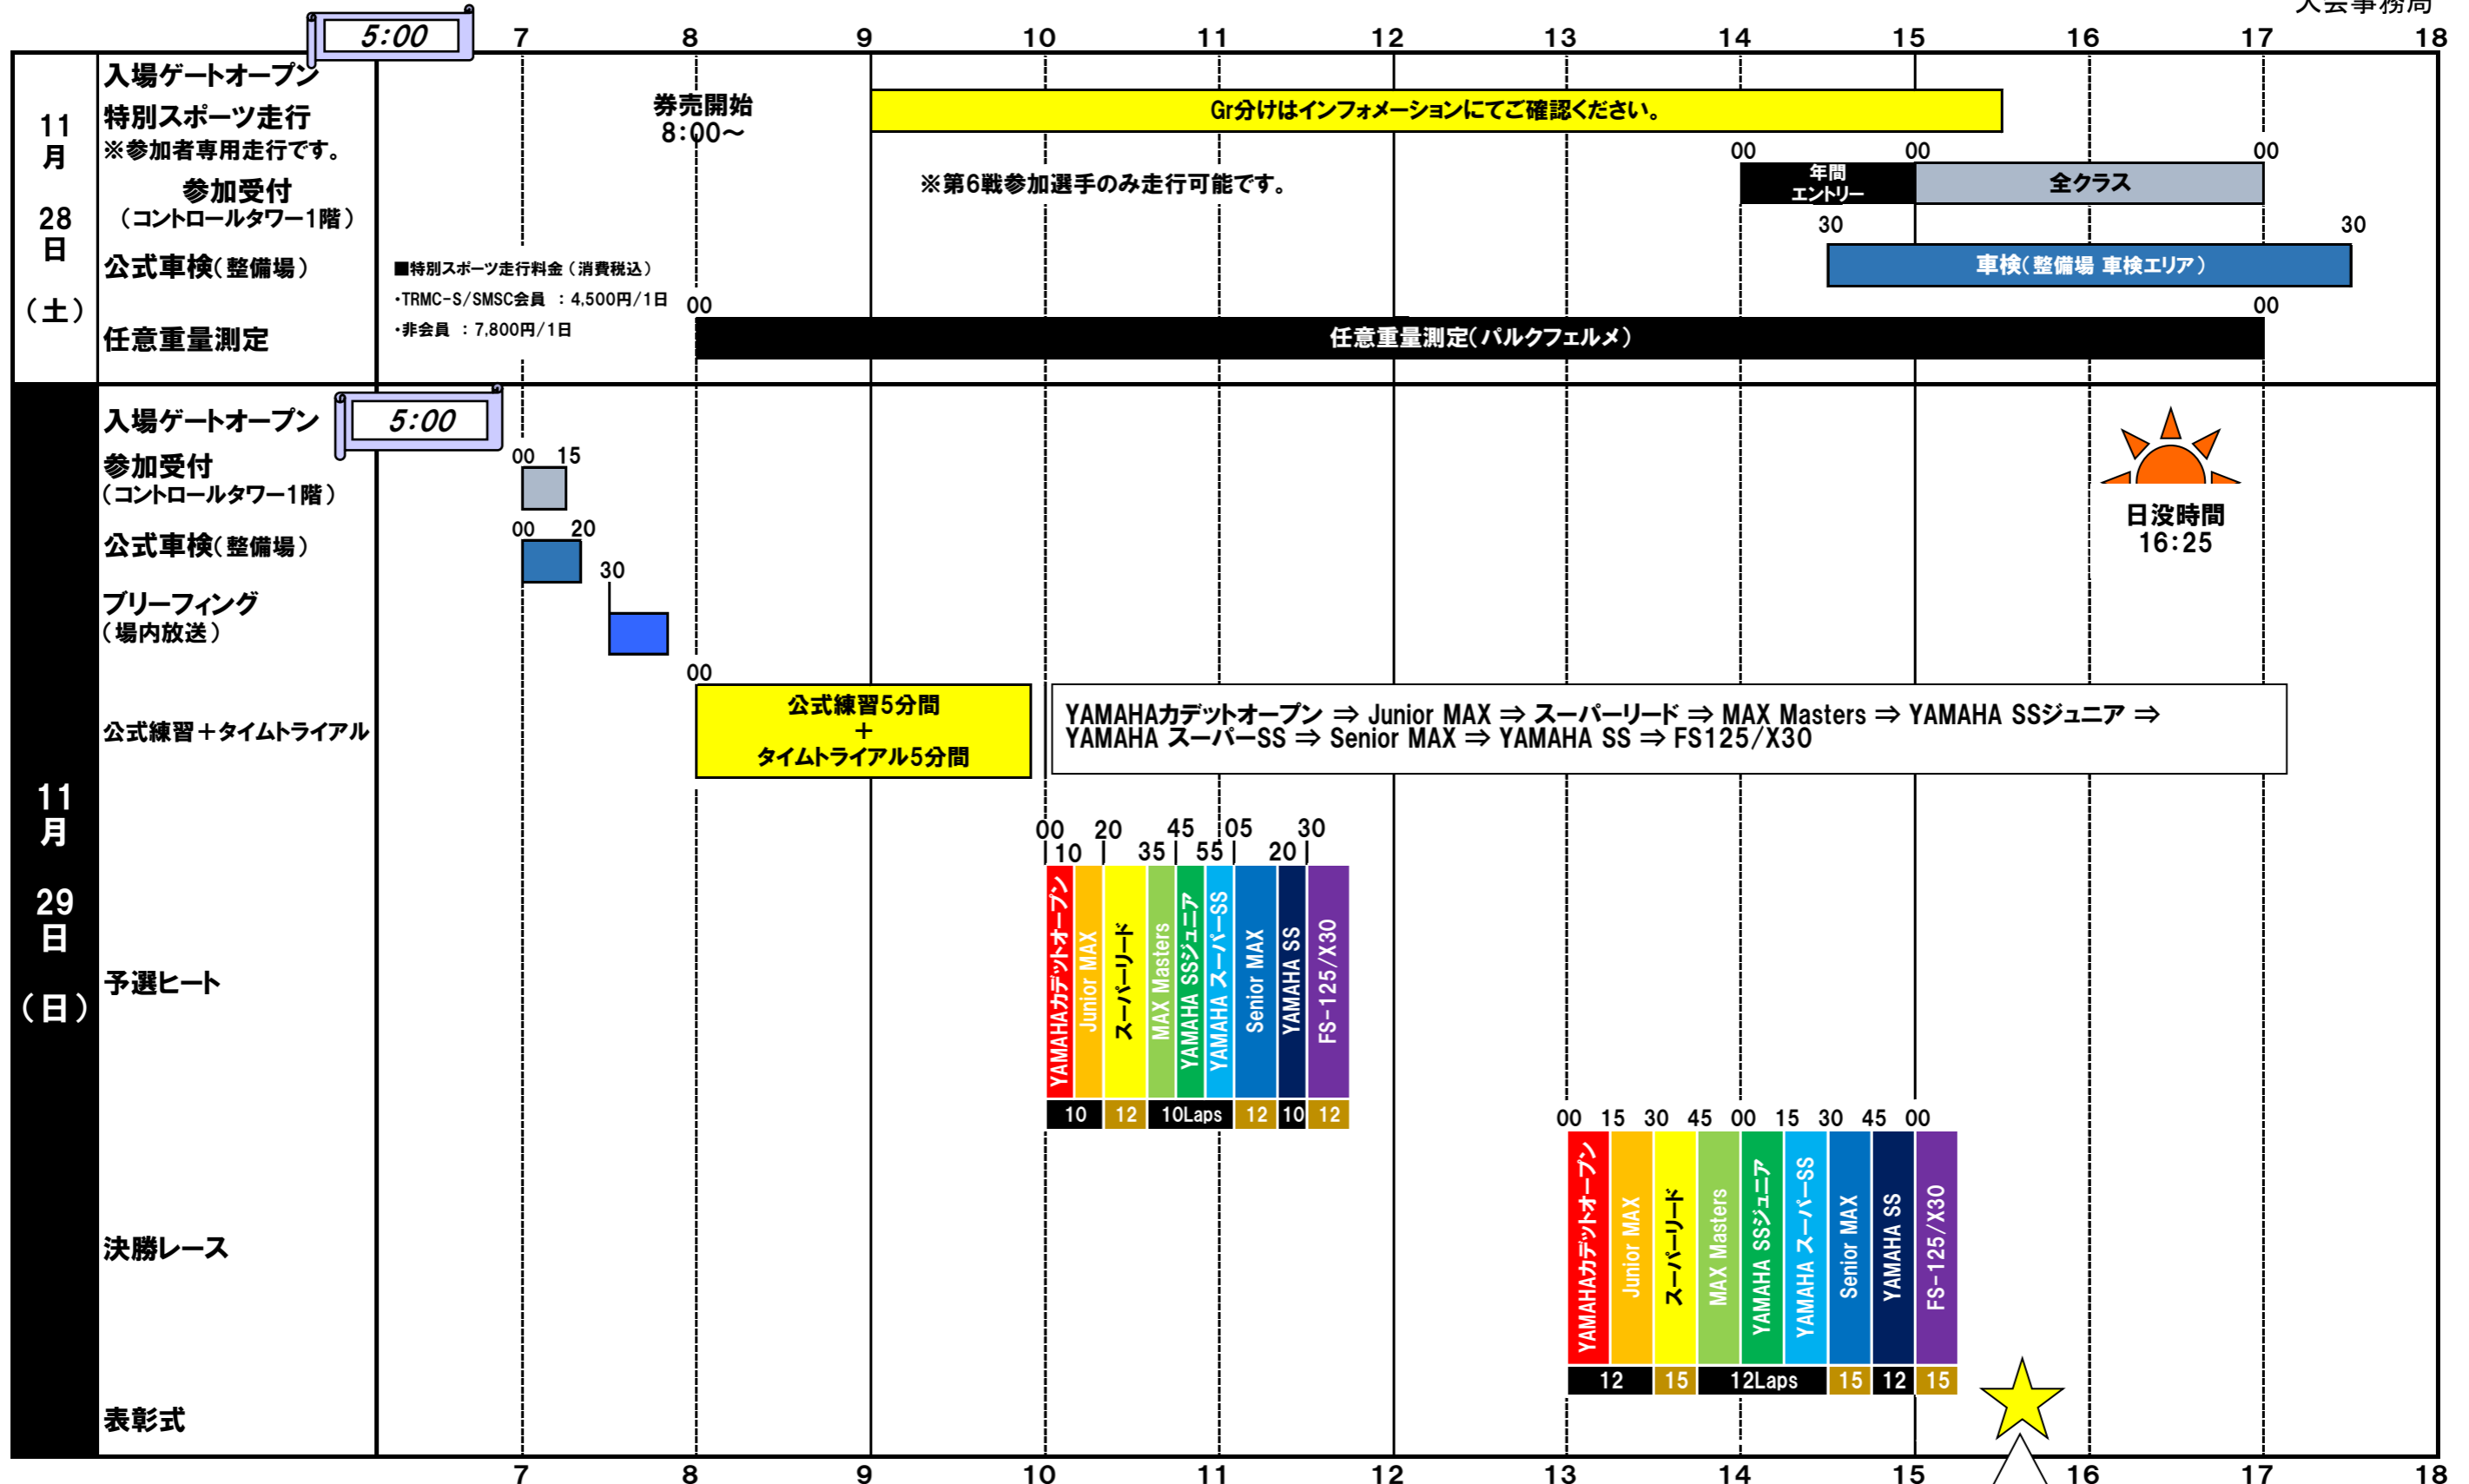 大会事務局
5:00
7 8 9 10 11 12 13 14 15 16 17 18
11月28日（土）
入場ゲートオープン
特別スポーツ走行
※参加者専用走行です。
券売開始
8:00～
Gr分けはインフォメーションにてご確認ください。
※第6戦参加選手のみ走行可能です。
参加受付
（コントロールタワー1階）
00 00 00
年間
エントリー
全クラス
公式車検（整備場）
30 30
車検（整備場 車検エリア）
■特別スポーツ走行料金（消費税込）
・TRMC-S/SMSC会員 ： 4,500円/1日
・非会員 ： 7,800円/1日
任意重量測定
00 00
任意重量測定（パルクフェルメ）
11月29日（日）
入場ゲートオープン
5:00
参加受付
（コントロールタワー1階）
00 15
公式車検（整備場）
00 20
ブリーフィング
（場内放送）
30
日没時間
16:25
公式練習＋タイムトライアル
00
公式練習5分間
＋
タイムトライアル5分間
YAMAHAカデットオープン ⇒ Junior MAX ⇒ スーパーリード ⇒ MAX Masters ⇒ YAMAHA SSジュニア ⇒
YAMAHA スーパーSS ⇒ Senior MAX ⇒ YAMAHA SS ⇒ FS125/X30
予選ヒート
00 20 45 05 30
10 35 55 20
YAMAHAカデットオープン
Junior MAX
スーパーリード
MAX Masters
YAMAHA SSジュニア
YAMAHA スーパーSS
Senior MAX
YAMAHA SS
FS-125/X30
10 12 10Laps 12 10 12
決勝レース
00 15 30 45 00 15 30 45 00
YAMAHAカデットオープン
Junior MAX
スーパーリード
MAX Masters
YAMAHA SSジュニア
YAMAHA スーパーSS
Senior MAX
YAMAHA SS
FS-125/X30
12 15 12Laps 15 12 15
表彰式
7 8 9 10 11 12 13 14 15 16 17 18